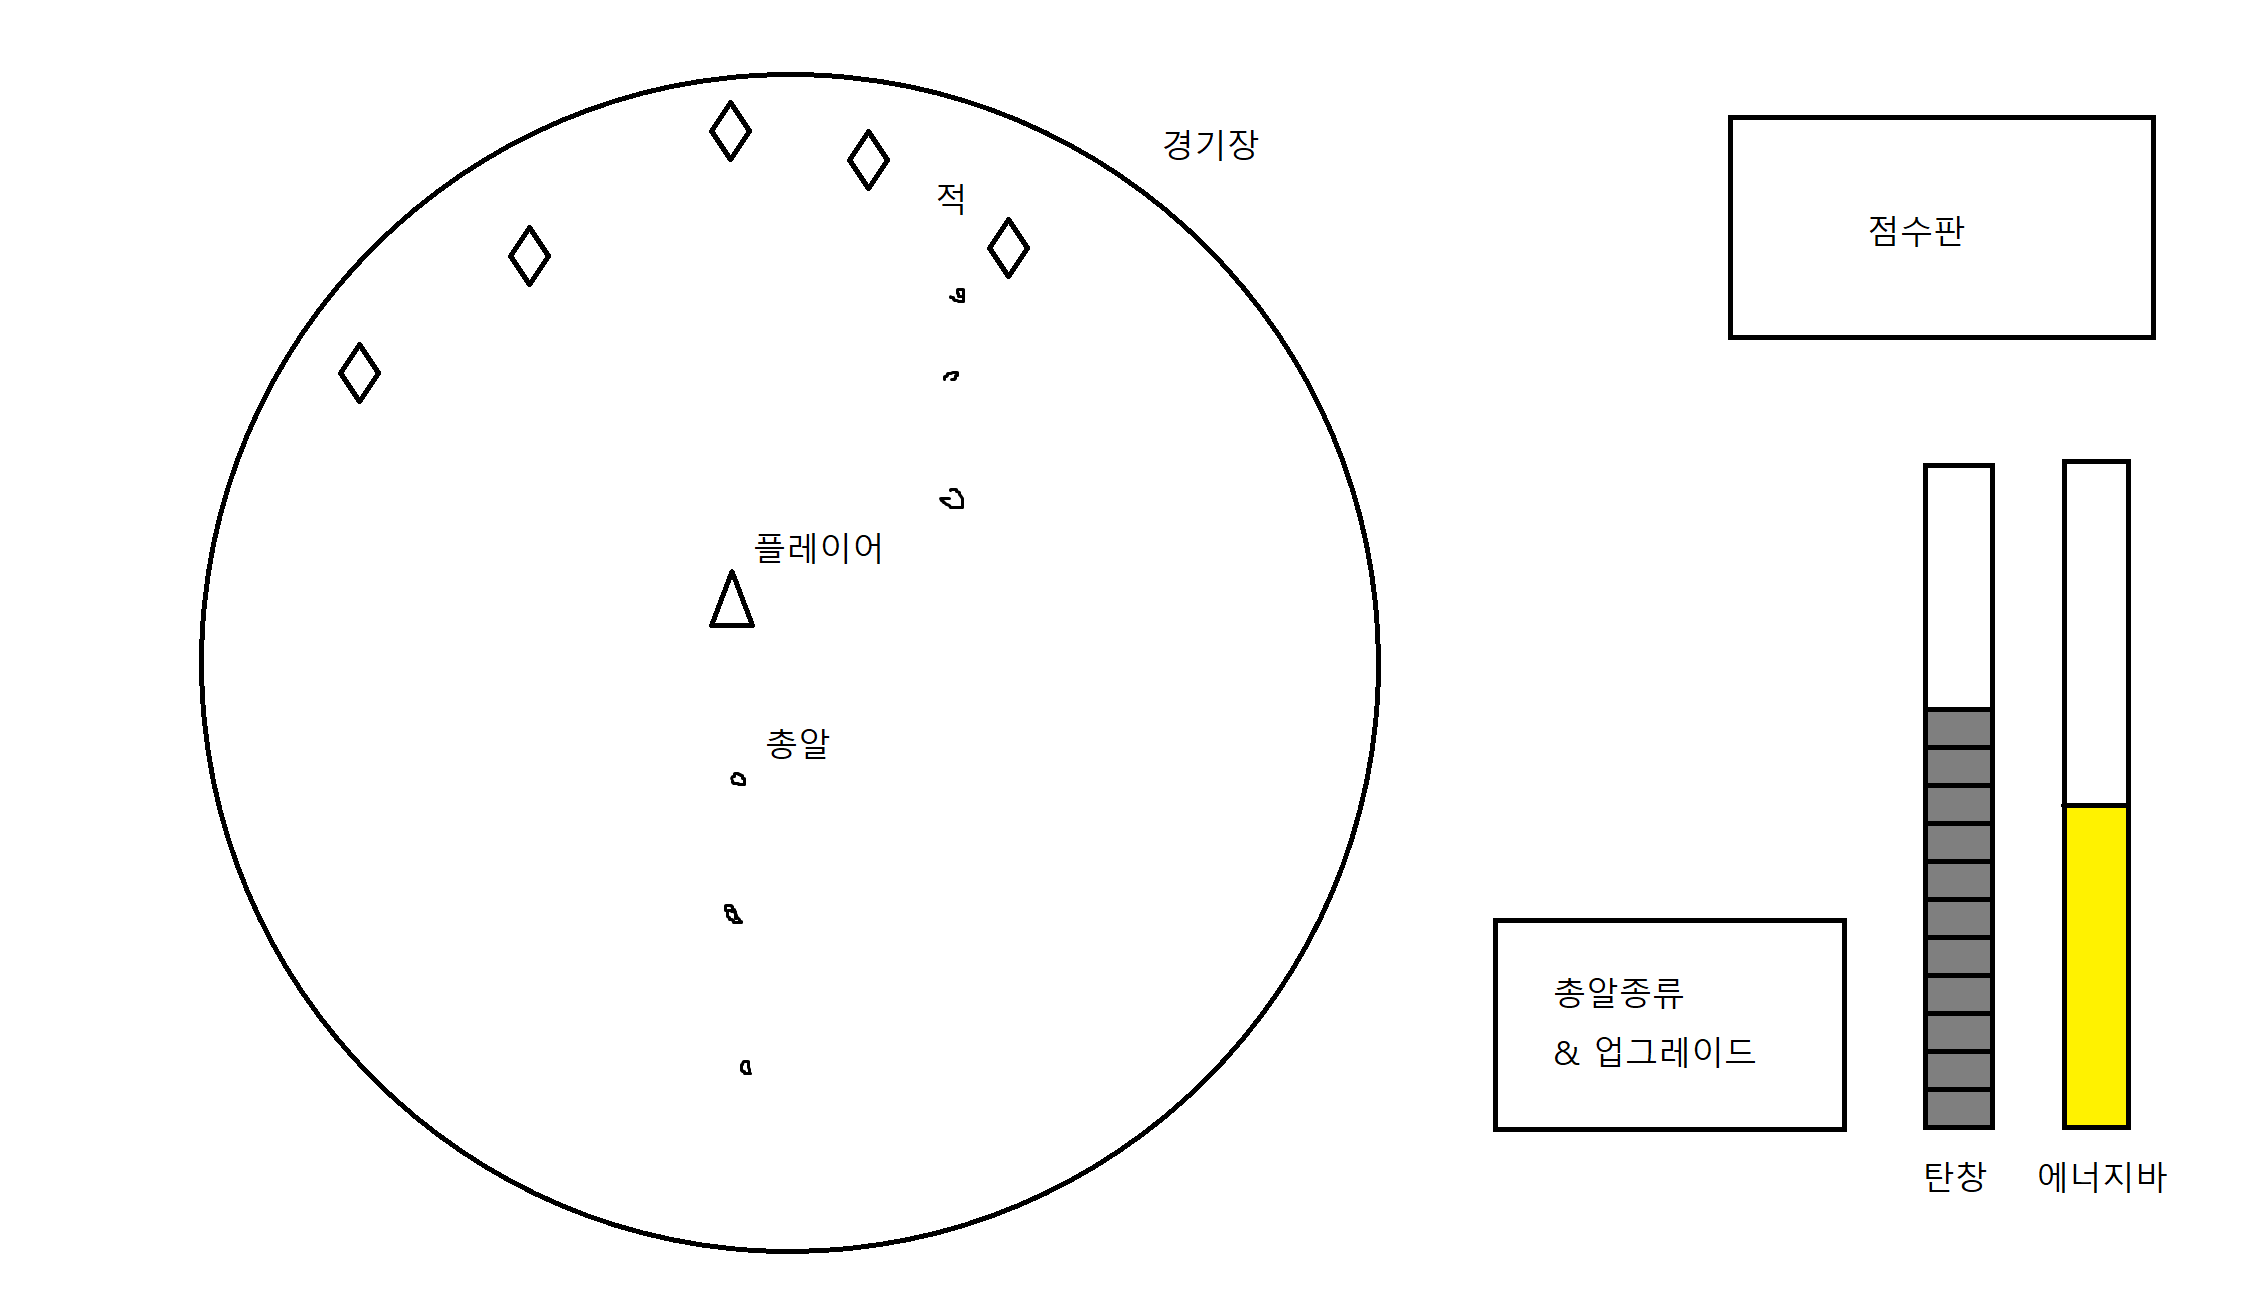 경기장
적
점수판
플레이어
총알
총알종류
& 업그레이드
탄창
에너지바